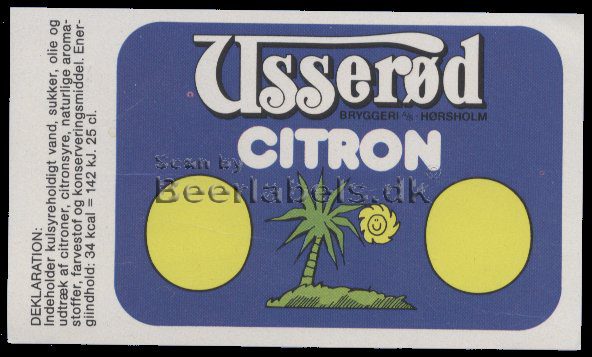 Usserød
BRYGGERI A/S · HØRSHOLM
CITRON
Scan by
Beerlabels.dk
DEKLARATION:
Indeholder kulsyreholdigt vand, sukker, olie og
udtræk af citroner, citronsyre, naturlige aroma-
stoffer, farvestof og konserveringsmiddel. Ener-
giindhold: 34 kcal = 142 kJ. 25 cl.